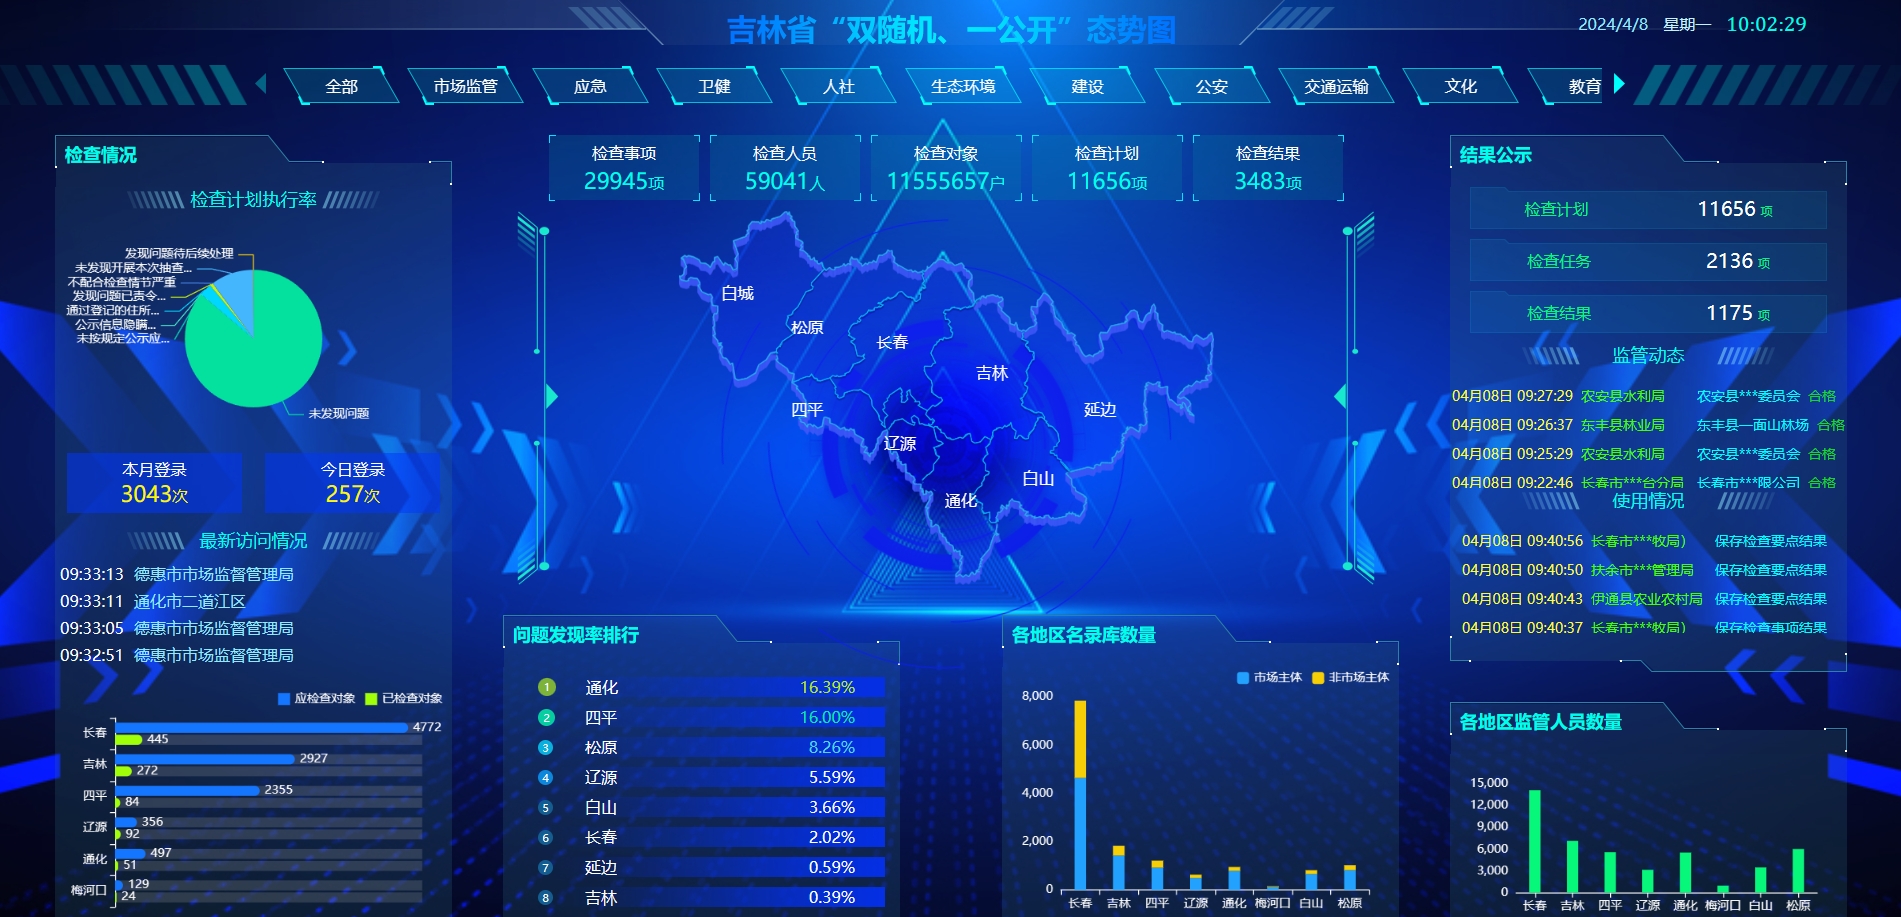 吉林省“双随机、一公开”态势图
2024/4/8 星期一 10:02:29
全部 市场监管 应急 卫健 人社 生态环境 建设 公安 交通运输 文化 教育
检查情况
检查计划执行率
发现问题待后续处理
未发现开展本次抽查...
不配合检查情节严重
发现问题已责令...
通过登记的住所...
公示信息隐瞒...
未按规定公示应...
未发现问题
本月登录
3043次
今日登录
257次
最新访问情况
09:33:13 德惠市市场监督管理局
09:33:11 通化市二道江区
09:33:05 德惠市市场监督管理局
09:32:51 德惠市市场监督管理局
应检查对象 已检查对象
长春 4772 445
吉林 2927 272
四平 2355 84
辽源 356 92
通化 497 51
梅河口 129 24
检查事项
29945项
检查人员
59041人
检查对象
11555657户
检查计划
11656项
检查结果
3483项
白城
松原
长春
吉林
四平
延边
辽源
白山
通化
问题发现率排行
1 通化 16.39%
2 四平 16.00%
3 松原 8.26%
4 辽源 5.59%
5 白山 3.66%
6 长春 2.02%
7 延边 0.59%
8 吉林 0.39%
各地区名录库数量
市场主体 非市场主体
8,000
6,000
4,000
2,000
0
长春 吉林 四平 辽源 通化 梅河口 白山 松原
结果公示
检查计划 11656 项
检查任务 2136 项
检查结果 1175 项
监管动态
04月08日 09:27:29 农安县水利局 农安县***委员会 合格
04月08日 09:26:37 东丰县林业局 东丰县一面山林场 合格
04月08日 09:25:29 农安县水利局 农安县***委员会 合格
04月08日 09:22:46 长春市***台分局 长春市***限公司 合格
使用情况
04月08日 09:40:56 长春市***牧局) 保存检查要点结果
04月08日 09:40:50 扶余市***管理局 保存检查要点结果
04月08日 09:40:43 伊通县农业农村局 保存检查要点结果
04月08日 09:40:37 长春市***牧局) 保存检查事项结果
各地区监管人员数量
15,000
12,000
9,000
6,000
3,000
0
长春 吉林 四平 辽源 通化 梅河口 白山 松原